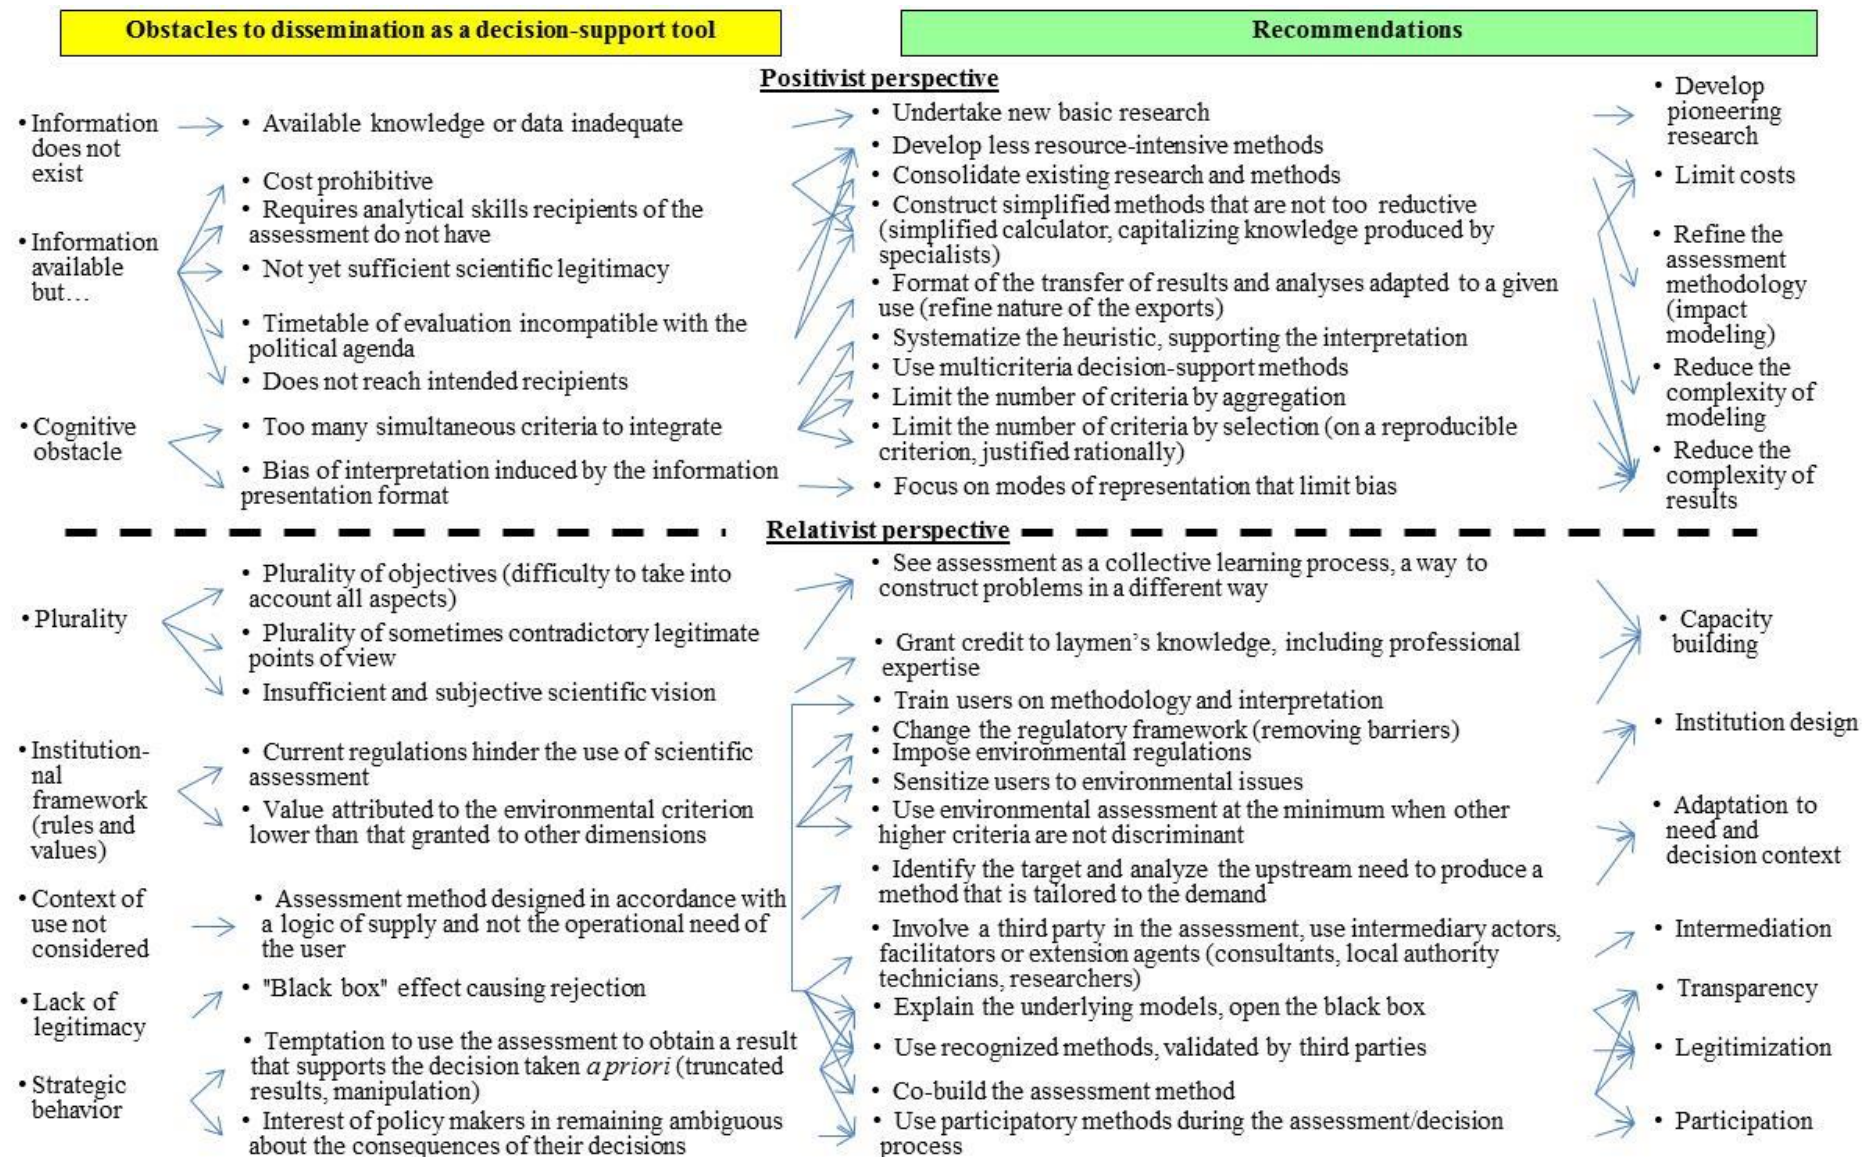 Obstacles to dissemination as a decision-support tool
Recommendations
Positivist perspective
• Information
does not
exist
• Information
available
but…
• Cognitive
obstacle
• Available knowledge or data inadequate
• Cost prohibitive
• Requires analytical skills recipients of the
assessment do not have
• Not yet sufficient scientific legitimacy
• Timetable of evaluation incompatible with the
political agenda
• Does not reach intended recipients
• Too many simultaneous criteria to integrate
• Bias of interpretation induced by the information
presentation format
• Undertake new basic research
• Develop less resource-intensive methods
• Consolidate existing research and methods
• Construct simplified methods that are not too reductive
(simplified calculator, capitalizing knowledge produced by
specialists)
• Format of the transfer of results and analyses adapted to a given
use (refine nature of the exports)
• Systematize the heuristic, supporting the interpretation
• Use multicriteria decision-support methods
• Limit the number of criteria by aggregation
• Limit the number of criteria by selection (on a reproducible
criterion, justified rationally)
• Focus on modes of representation that limit bias
• Develop
pioneering
research
• Limit costs
• Refine the
assessment
methodology
(impact
modeling)
• Reduce the
complexity of
modeling
• Reduce the
complexity of
results
Relativist perspective
• Plurality
• Institution-
nal
framework
(rules and
values)
• Context of
use not
considered
• Lack of
legitimacy
• Strategic
behavior
• Plurality of objectives (difficulty to take into
account all aspects)
• Plurality of sometimes contradictory legitimate
points of view
• Insufficient and subjective scientific vision
• Current regulations hinder the use of scientific
assessment
• Value attributed to the environmental criterion
lower than that granted to other dimensions
• Assessment method designed in accordance with
a logic of supply and not the operational need of
the user
• "Black box" effect causing rejection
• Temptation to use the assessment to obtain a result
that supports the decision taken a priori (truncated
results, manipulation)
• Interest of policy makers in remaining ambiguous
about the consequences of their decisions
• See assessment as a collective learning process, a way to
construct problems in a different way
• Grant credit to laymen's knowledge, including professional
expertise
• Train users on methodology and interpretation
• Change the regulatory framework (removing barriers)
• Impose environmental regulations
• Sensitize users to environmental issues
• Use environmental assessment at the minimum when other
higher criteria are not discriminant
• Identify the target and analyze the upstream need to produce a
method that is tailored to the demand
• Involve a third party in the assessment, use intermediary actors,
facilitators or extension agents (consultants, local authority
technicians, researchers)
• Explain the underlying models, open the black box
• Use recognized methods, validated by third parties
• Co-build the assessment method
• Use participatory methods during the assessment/decision
process
• Capacity
building
• Institution design
• Adaptation to
need and
decision context
• Intermediation
• Transparency
• Legitimization
• Participation